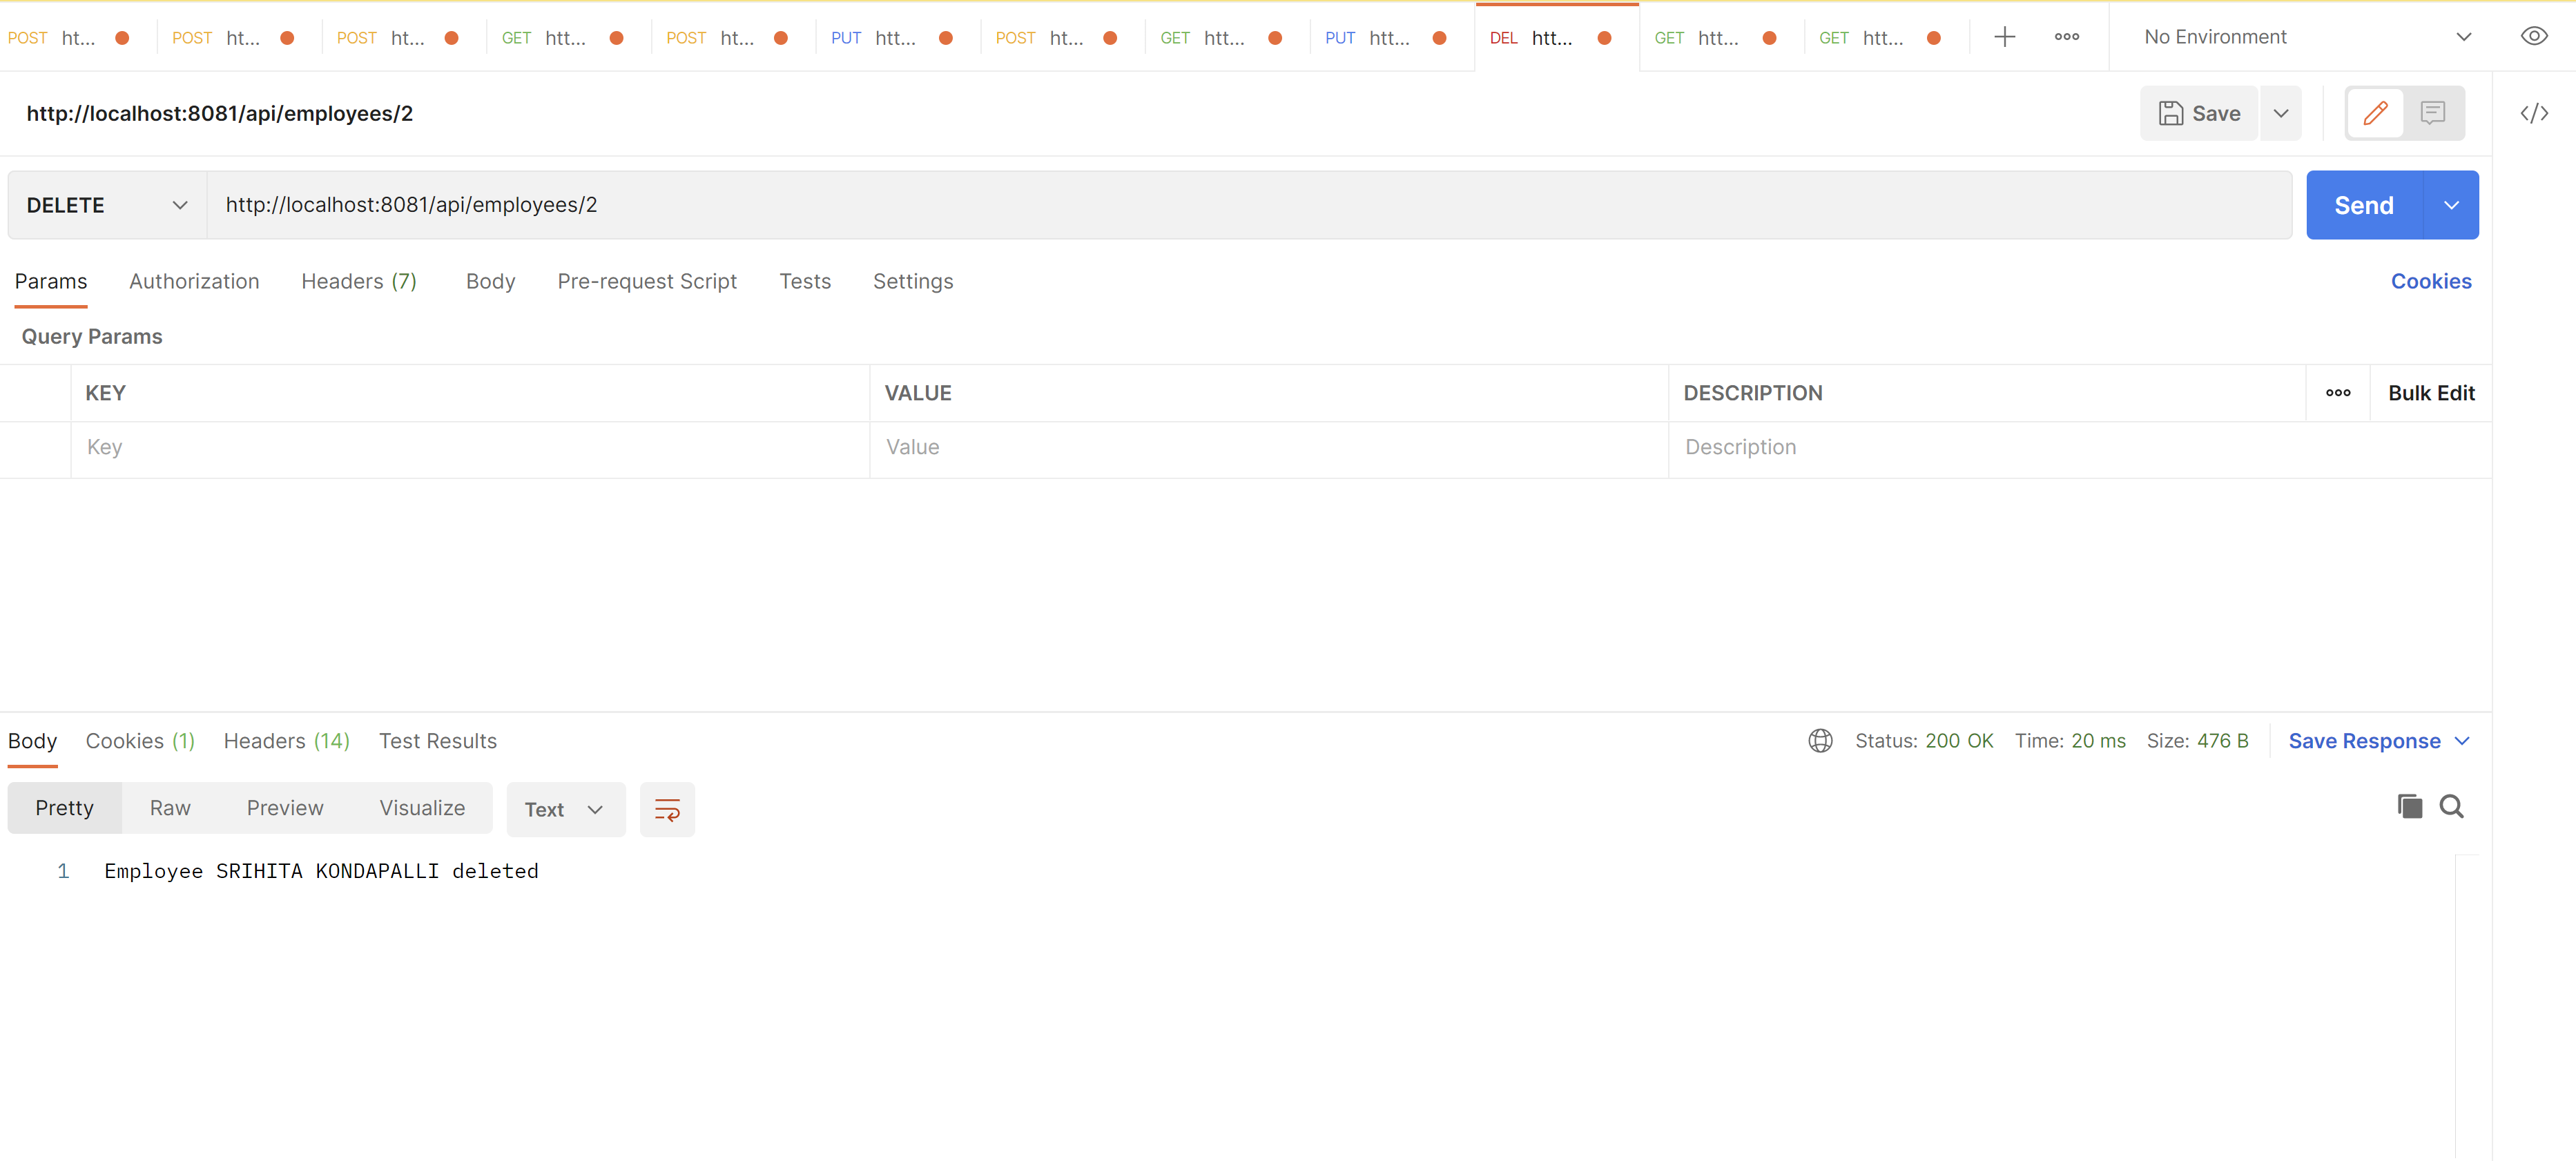 POST ht... POST ht... POST ht... GET htt... POST ht... PUT htt... POST ht... GET htt... PUT htt... DEL htt... GET htt... GET htt... No Environment
http://localhost:8081/api/employees/2 Save
DELETE http://localhost:8081/api/employees/2 Send
Params Authorization Headers (7) Body Pre-request Script Tests Settings Cookies
Query Params
KEY VALUE DESCRIPTION Bulk Edit
Key Value Description
Body Cookies (1) Headers (14) Test Results Status: 200 OK Time: 20 ms Size: 476 B Save Response
Pretty Raw Preview Visualize Text
1 Employee SRIHITA KONDAPALLI deleted